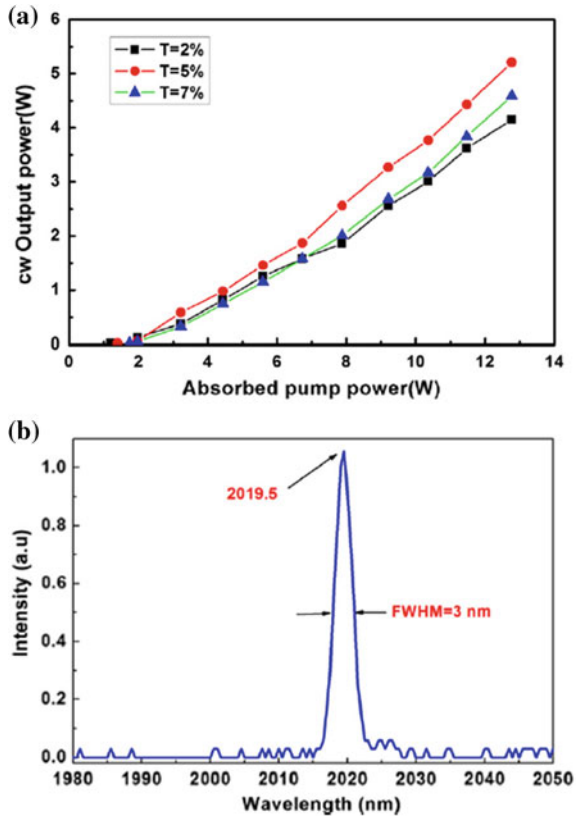 (a)
6
5
4
3
2
1
0
cw Output power(W)
T=2%
T=5%
T=7%
0 2 4 6 8 10 12 14
Absorbed pump power(W)
(b)
1.0
0.8
0.6
0.4
0.2
0.0
Intensity (a.u)
2019.5
FWHM=3 nm
1980 1990 2000 2010 2020 2030 2040 2050
Wavelength (nm)